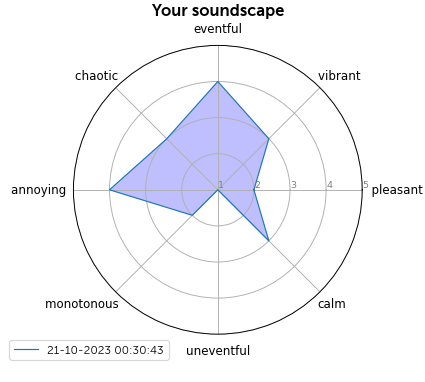 Your soundscape
eventful
chaotic
vibrant
annoying
1 2 3 4 5
pleasant
monotonous
calm
uneventful
21-10-2023 00:30:43